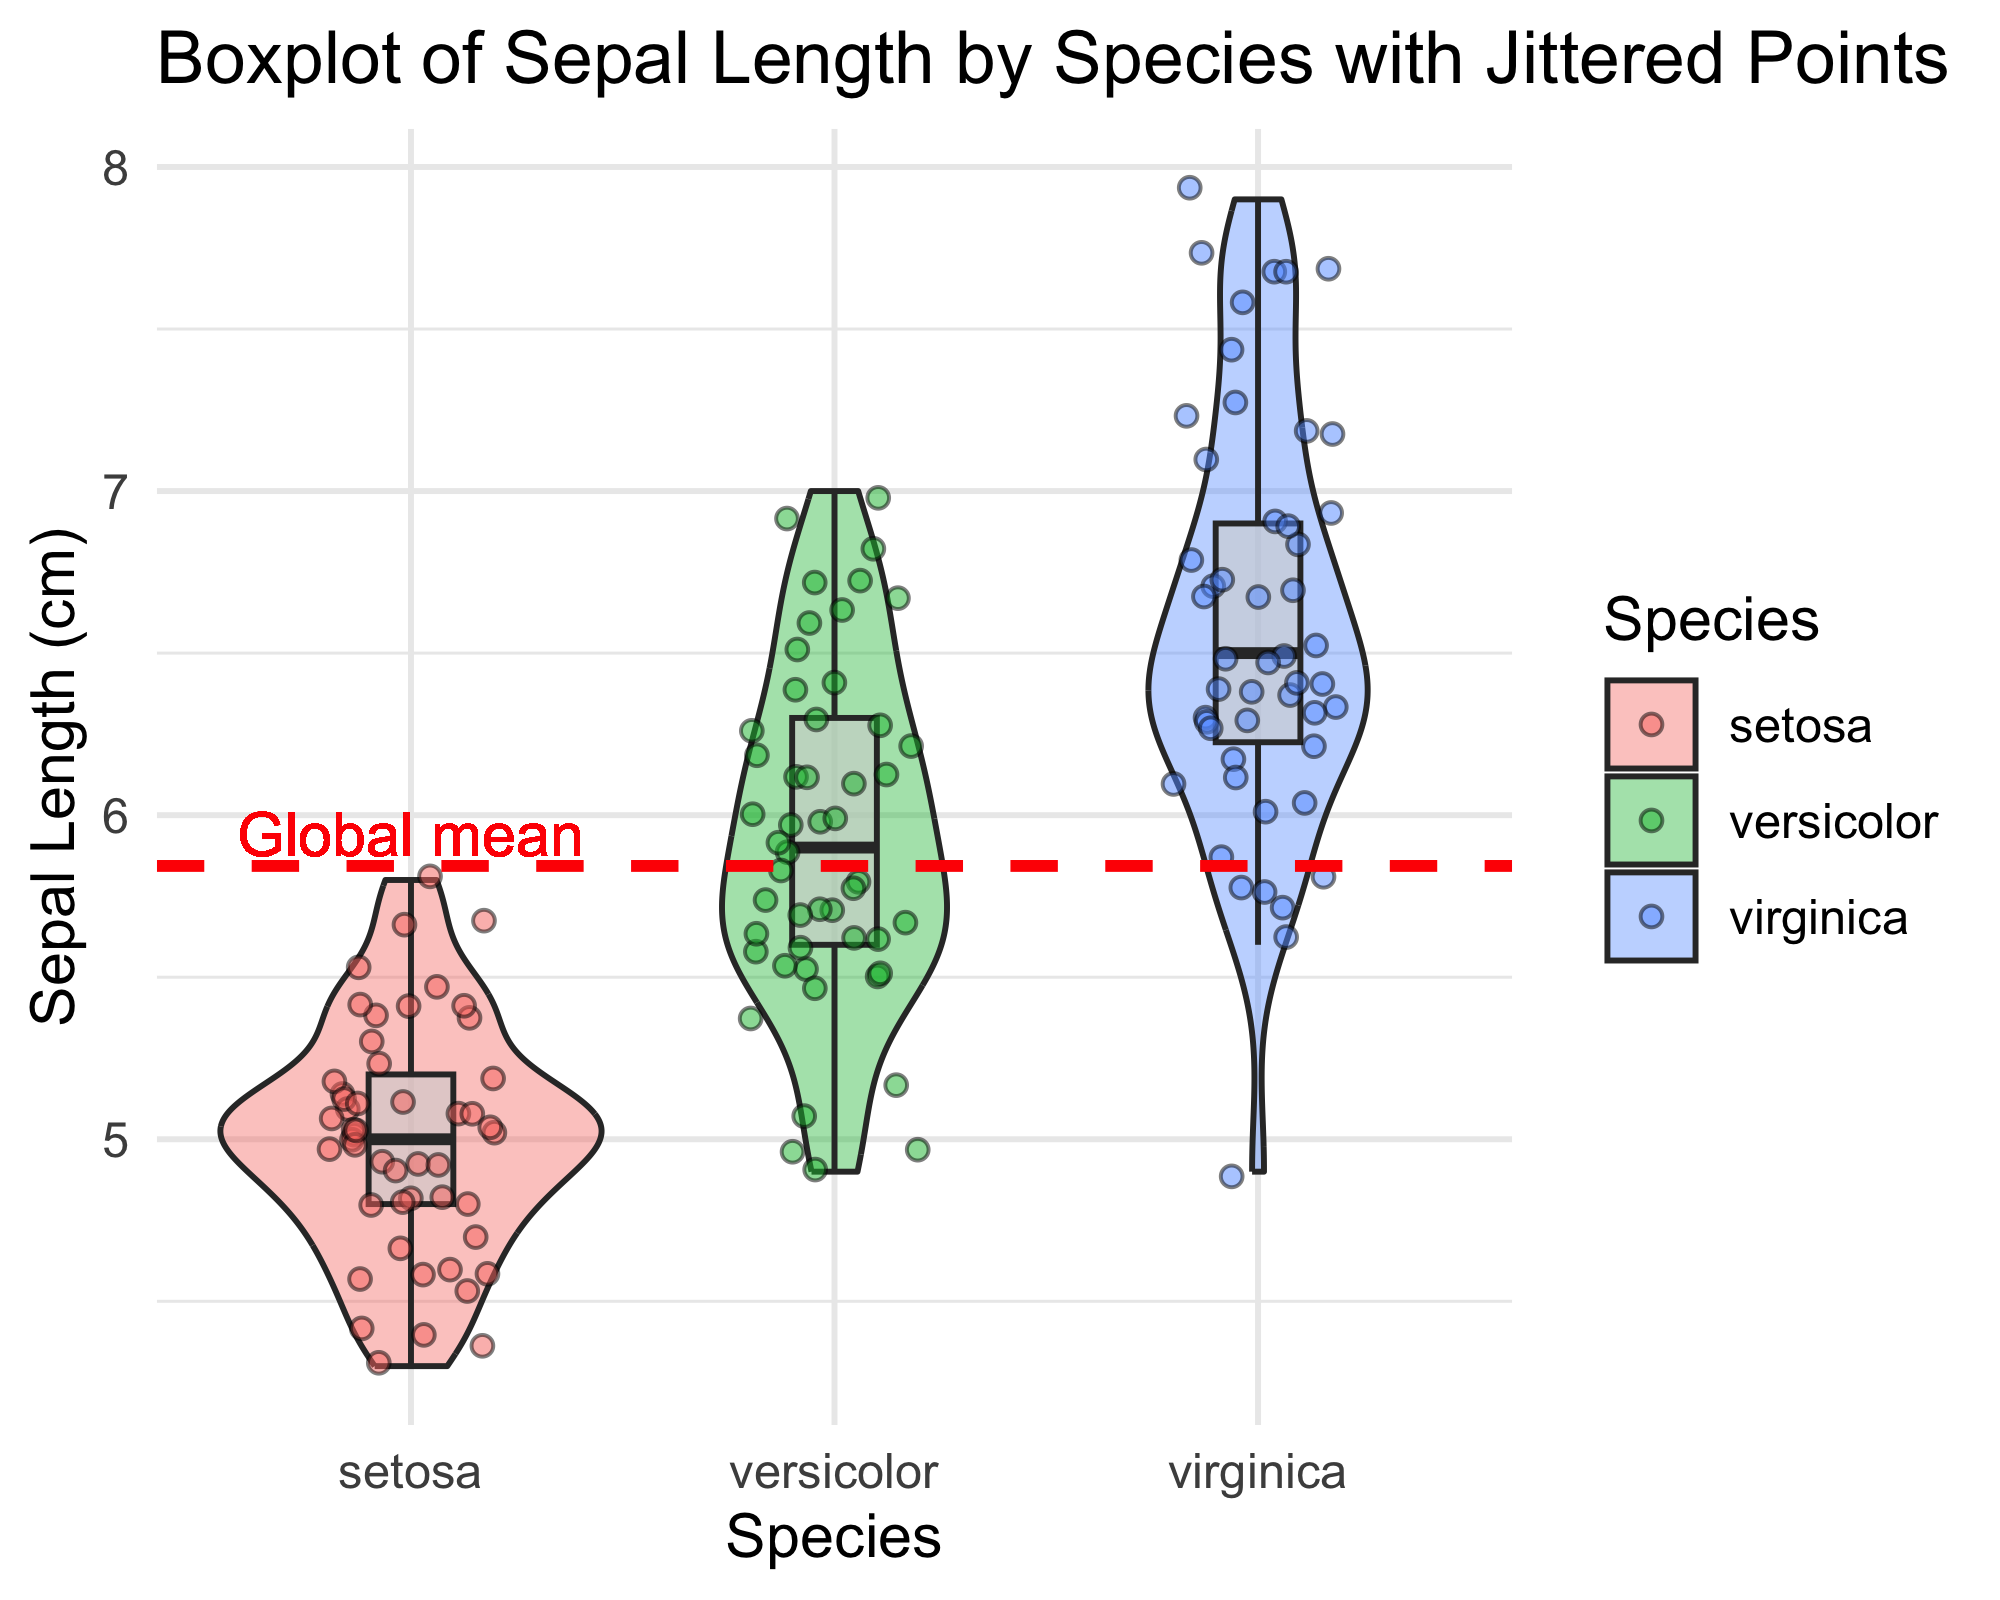 Boxplot of Sepal Length by Species with Jittered Points
8
7
6
5
Sepal Length (cm)
Global mean
setosa
versicolor
virginica
Species
Species
setosa
versicolor
virginica